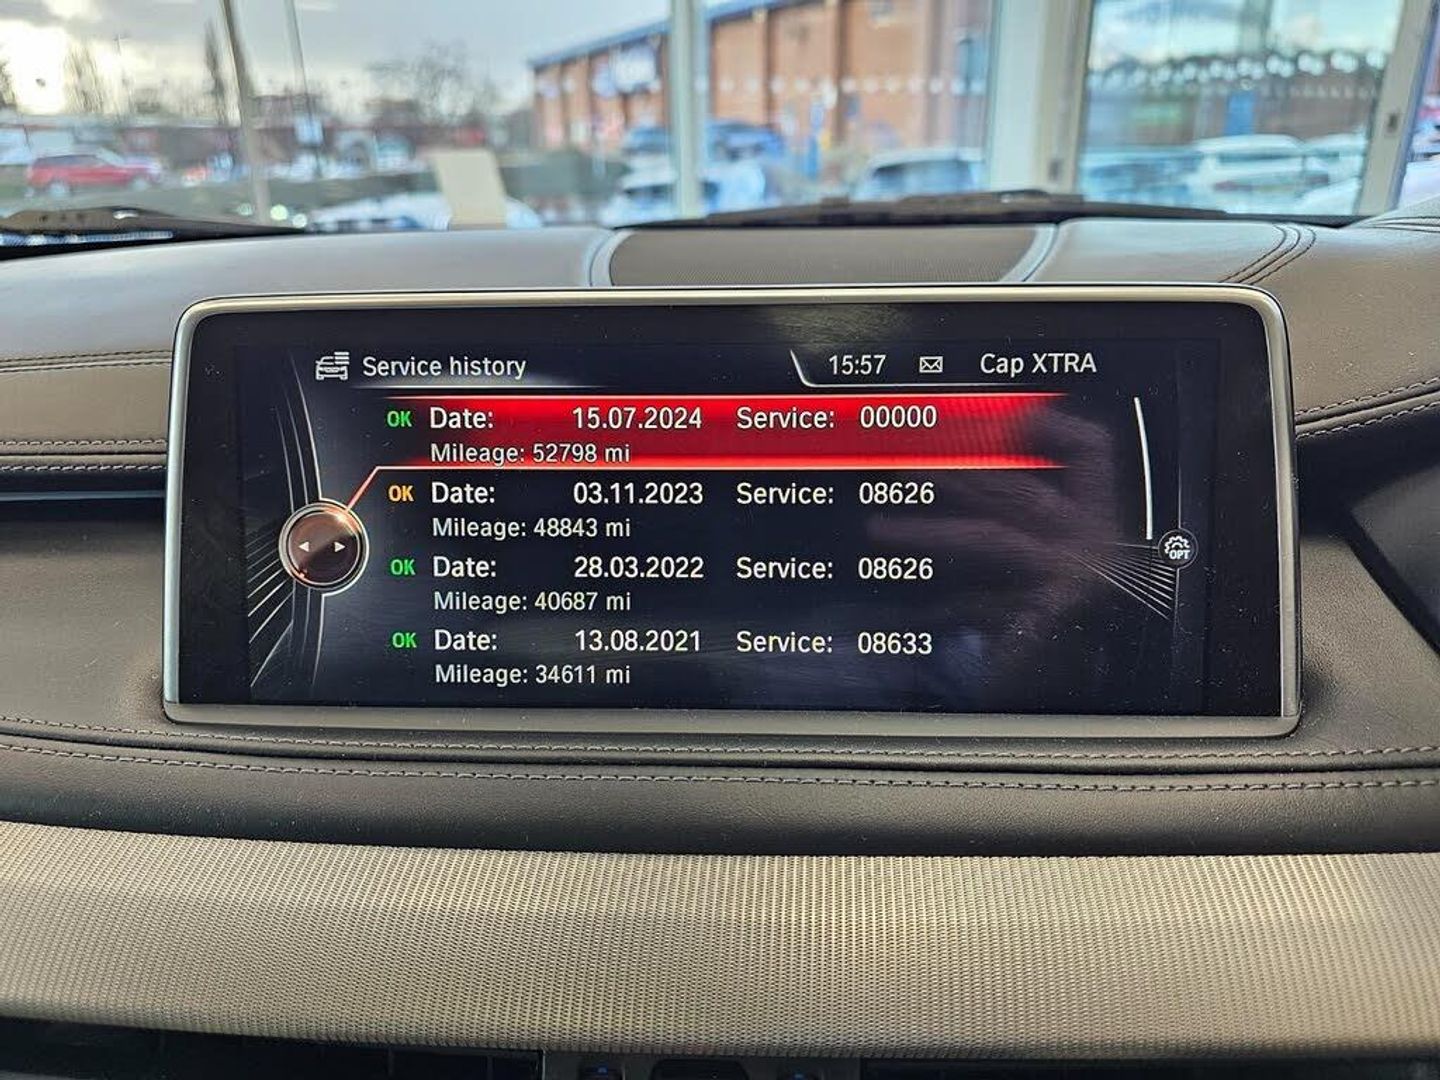 Service history 15:57 Cap XTRA
OK Date: 15.07.2024 Service: 00000
Mileage: 52798 mi
OK Date: 03.11.2023 Service: 08626
Mileage: 48843 mi
OK Date: 28.03.2022 Service: 08626
Mileage: 40687 mi
OPT
OK Date: 13.08.2021 Service: 08633
Mileage: 34611 mi